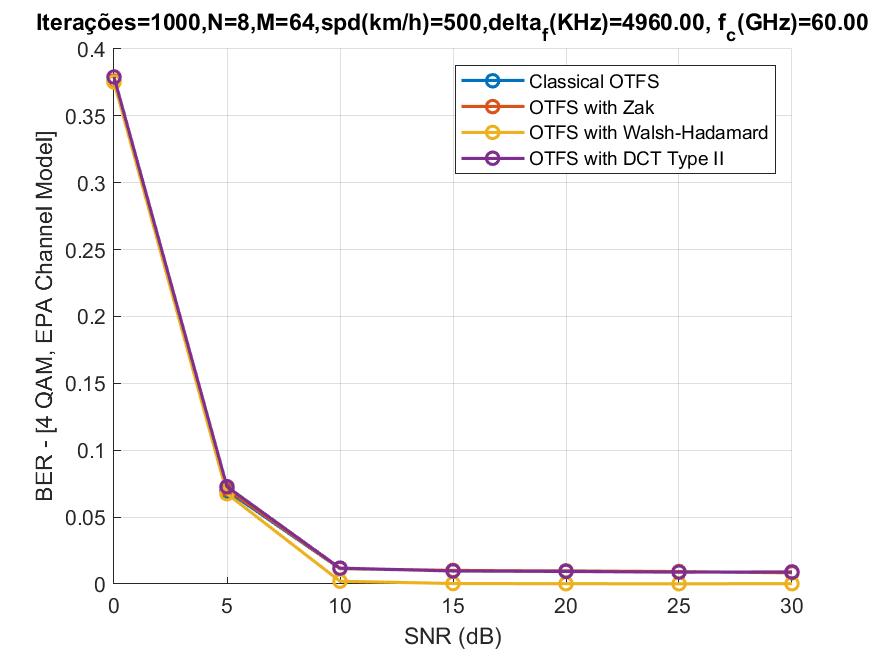 Iterações=1000,N=8,M=64,spd(km/h)=500,delta_f(KHz)=4960.00, f_c(GHz)=60.00
0.4
0.35
0.3
0.25
0.2
0.15
0.1
0.05
0
BER - [4 QAM, EPA Channel Model]
Classical OTFS
OTFS with Zak
OTFS with Walsh-Hadamard
OTFS with DCT Type II
0 5 10 15 20 25 30
SNR (dB)